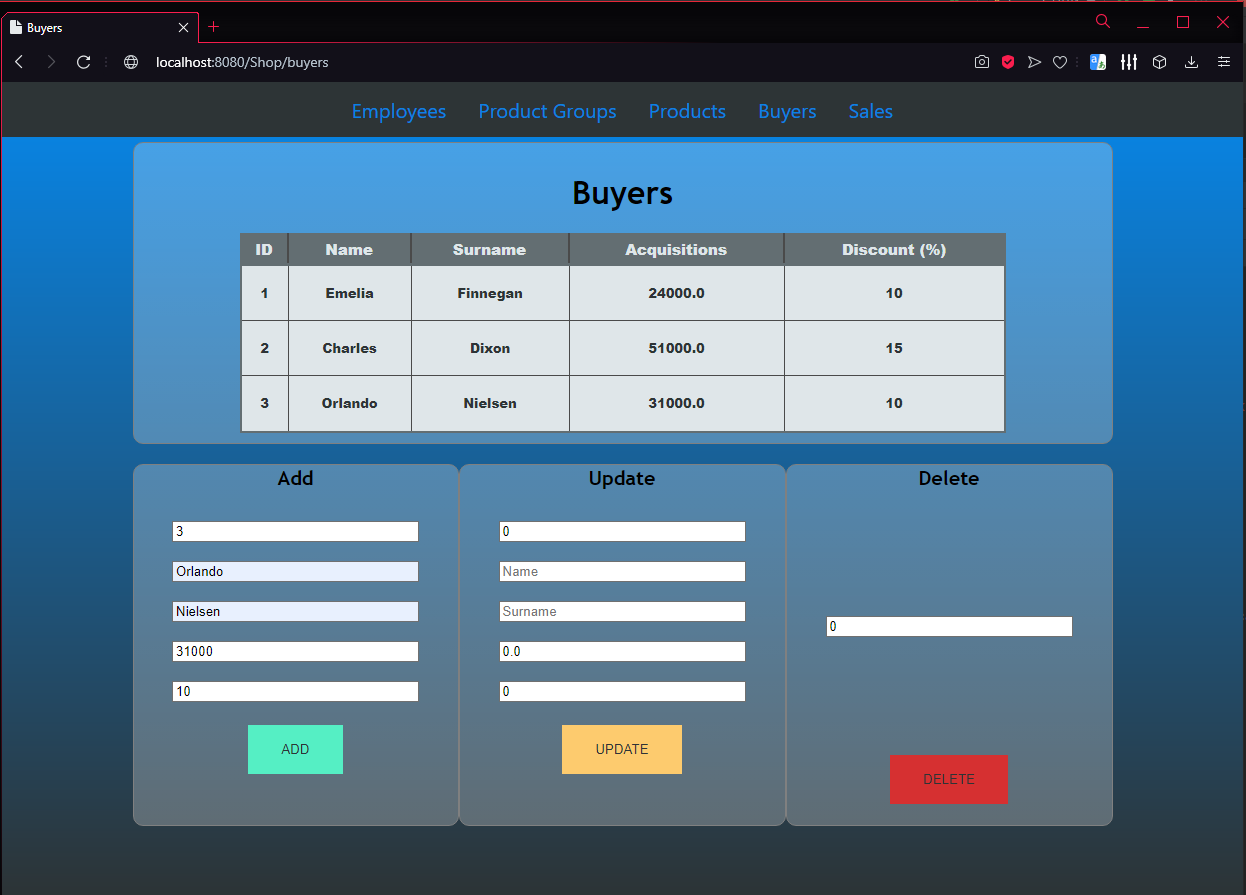 Buyers
localhost:8080/Shop/buyers
Employees Product Groups Products Buyers Sales
Buyers
ID Name Surname Acquisitions Discount (%)
1 Emelia Finnegan 24000.0 10
2 Charles Dixon 51000.0 15
3 Orlando Nielsen 31000.0 10
Add
3
Orlando
Nielsen
31000
10
ADD
Update
0
Name
Surname
0.0
0
UPDATE
Delete
0
DELETE